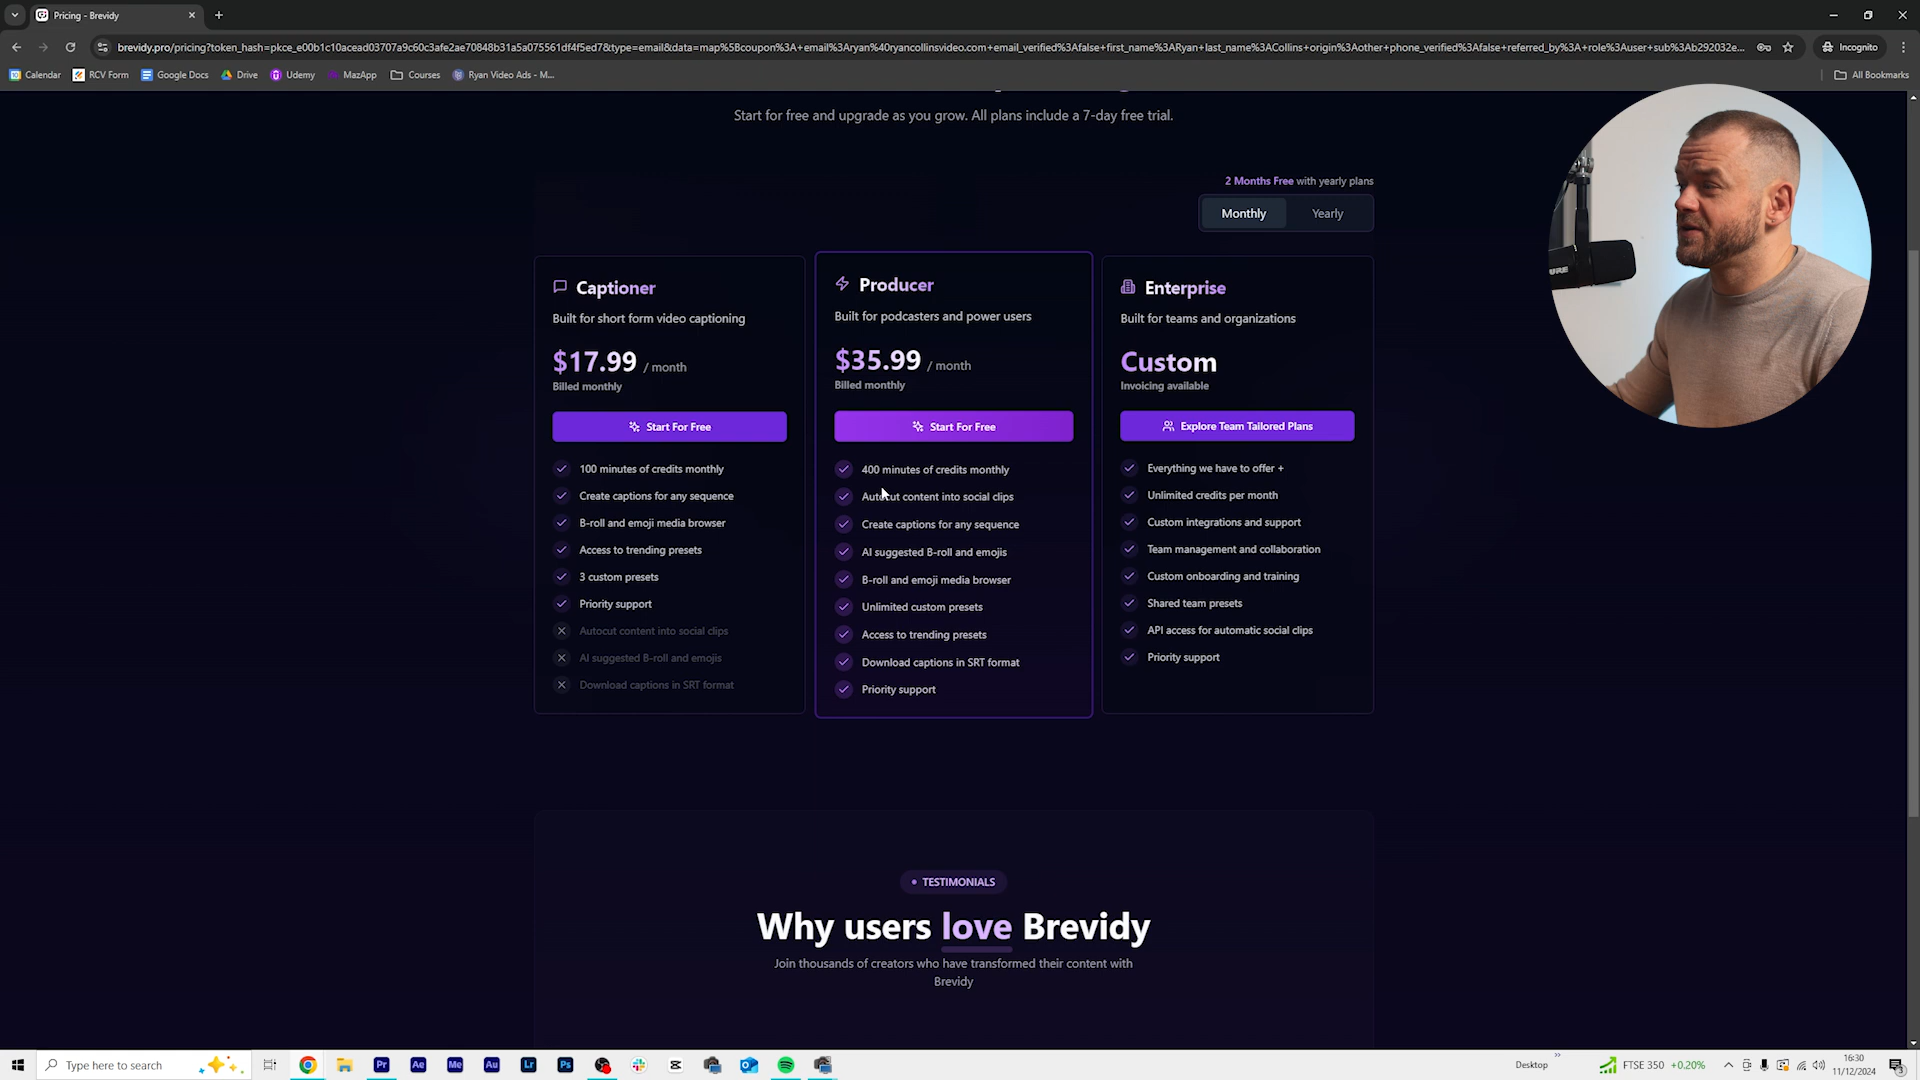 Pricing - Brevidy
brevidy.pro/pricing?token_hash=pkce_e00b1c10acead03707a9c60c3afe2ae70848b31a5a075561df4f5ed7&type=email&data=map%5Bcoupon%3A+email%3Aryan%40ryancollinsvideo.com+email_verified%3Afalse+first_name%3ARyan+last_name%3ACollins+origin%3Aother+phone_verified%3Afalse+referred_by%3A+role%3Auser+sub%3Ab292032e...
Incognito
Calendar
RCV Form
Google Docs
Drive
Udemy
MazApp
Courses
Ryan Video Ads - M...
All Bookmarks
Start for free and upgrade as you grow. All plans include a 7-day free trial.
2 Months Free with yearly plans
Monthly
Yearly
Captioner
Built for short form video captioning
$17.99 / month
Billed monthly
Start For Free
100 minutes of credits monthly
Create captions for any sequence
B-roll and emoji media browser
Access to trending presets
3 custom presets
Priority support
Autocut content into social clips
AI suggested B-roll and emojis
Download captions in SRT format
Producer
Built for podcasters and power users
$35.99 / month
Billed monthly
Start For Free
400 minutes of credits monthly
Autocut content into social clips
Create captions for any sequence
AI suggested B-roll and emojis
B-roll and emoji media browser
Unlimited custom presets
Access to trending presets
Download captions in SRT format
Priority support
Enterprise
Built for teams and organizations
Custom
Invoicing available
Explore Team Tailored Plans
Everything we have to offer +
Unlimited credits per month
Custom integrations and support
Team management and collaboration
Custom onboarding and training
Shared team presets
API access for automatic social clips
Priority support
TESTIMONIALS
Why users love Brevidy
Join thousands of creators who have transformed their content with
Brevidy
Type here to search
Pr
Ae
Me
Au
Lr
Ps
Desktop
FTSE 350 +0.20%
16:30
11/12/2024